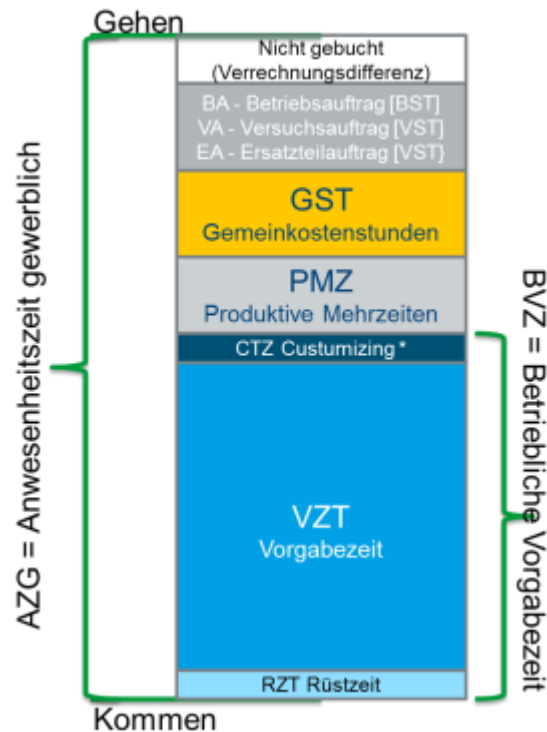 Gehen
Nicht gebucht
(Verrechnungsdifferenz)
BA - Betriebsauftrag [BST]
VA - Versuchsauftrag [VST]
EA - Ersatzteilauftrag [VST}
GST
Gemeinkostenstunden
PMZ
Produktive Mehrzeiten
CTZ Custumizing *
VZT
Vorgabezeit
RZT Rüstzeit
Kommen
AZG = Anwesenheitszeit gewerblich
BVZ = Betriebliche Vorgabezeit